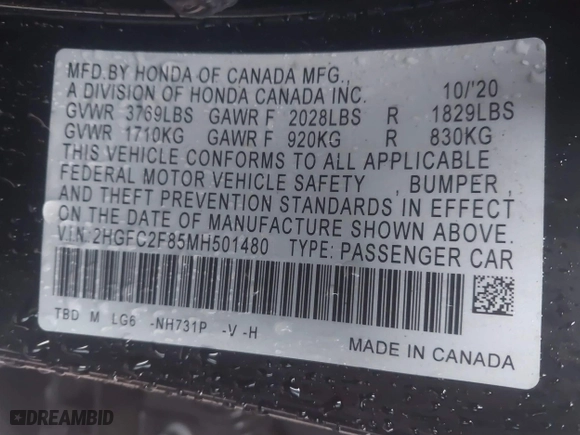 MFD.BY HONDA OF CANADA MFG.,
A DIVISION OF HONDA CANADA INC. 10/'20
GVWR 3769LBS GAWR F 2028LBS R 1829LBS
GVWR 1710KG GAWR F 920KG R 830KG
THIS VEHICLE CONFORMS TO ALL APPLICABLE
FEDERAL MOTOR VEHICLE SAFETY , BUMPER ,
AND THEFT PREVENTION STANDARDS IN EFFECT
ON THE DATE OF MANUFACTURE SHOWN ABOVE.
V.I.N:2HGFC2F85MH501480 TYPE: PASSENGER CAR
TBD M LG6 -NH731P -V -H
MADE IN CANADA
DREAMBID